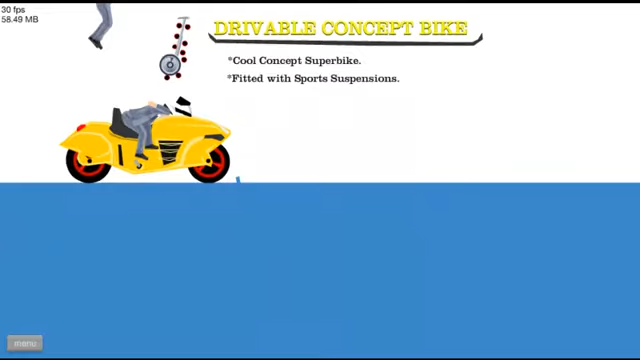 30 fps
58.49 MB
DRIVABLE CONCEPT BIKE
*Cool Concept Superbike.
*Fitted with Sports Suspensions.
menu